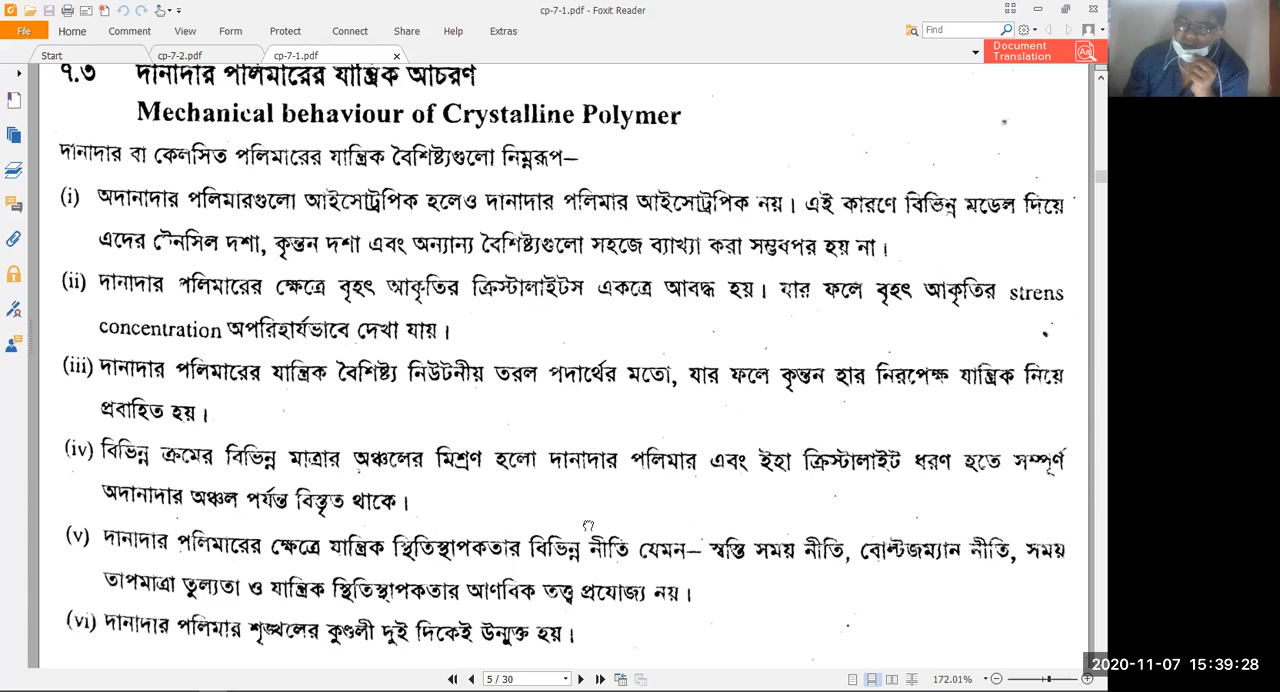 cp-7-1.pdf - Foxit Reader
File Home Comment View Form Protect Connect Share Help Extras
Find
Start cp-7-2.pdf cp-7-1.pdf
Document
Translation
৭.৩ দানাদার পলিমারের যান্ত্রিক আচরণ
Mechanical behaviour of Crystalline Polymer
দানাদার বা কেলসিত পলিমারের যান্ত্রিক বৈশিষ্ট্যগুলো নিম্নরূপ–
(i) অদানাদার পলিমারগুলো আইসোট্রপিক হলেও দানাদার পলিমার আইসোট্রপিক নয়। এই কারণে বিভিন্ন মডেল দিয়ে
এদের টেনসিল দশা, কৃন্তন দশা এবং অন্যান্য বৈশিষ্ট্যগুলো সহজে ব্যাখ্যা করা সম্ভবপর হয় না।
(ii) দানাদার পলিমারের ক্ষেত্রে বৃহৎ আকৃতির ক্রিস্টালাইটস একত্রে আবদ্ধ হয়। যার ফলে বৃহৎ আকৃতির strens
concentration অপরিহার্যভাবে দেখা যায়।
(iii) দানাদার পলিমারের যান্ত্রিক বৈশিষ্ট্য নিউটনীয় তরল পদার্থের মতো, যার ফলে কৃন্তন হার নিরপেক্ষ যান্ত্রিক নিয়ে
প্রবাহিত হয়।
(iv) বিভিন্ন ক্রমের বিভিন্ন মাত্রার অঞ্চলের মিশ্রণ হলো দানাদার পলিমার এবং ইহা ক্রিস্টালাইট ধরণ হতে সম্পূর্ণ
অদানাদার অঞ্চল পর্যন্ত বিস্তৃত থাকে।
(v) দানাদার পলিমারের ক্ষেত্রে যান্ত্রিক স্থিতিস্থাপকতার বিভিন্ন নীতি যেমন– স্বস্তি সময় নীতি, বোল্টজম্যান নীতি, সময়
তাপমাত্রা তুল্যতা ও যান্ত্রিক স্থিতিস্থাপকতার আণবিক তত্ত্ব প্রযোজ্য নয়।
(vi) দানাদার পলিমার শৃঙ্খলের কুণ্ডলী দুই দিকেই উন্মুক্ত হয়।
5 / 30
172.01%
2020-11-07 15:39:28